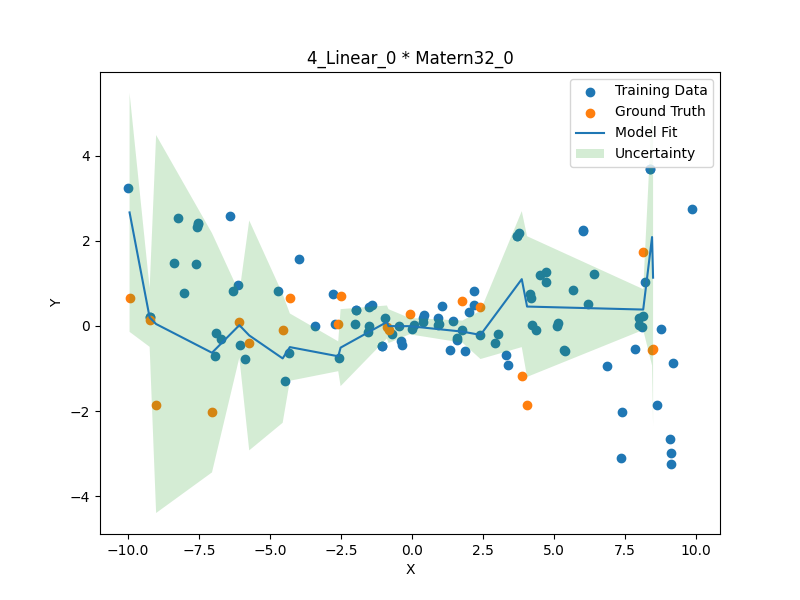 4_Linear_0 * Matern32_0
Training Data
Ground Truth
Model Fit
Uncertainty
Y
4
2
0
−2
−4
−10.0 −7.5 −5.0 −2.5 0.0 2.5 5.0 7.5 10.0
X